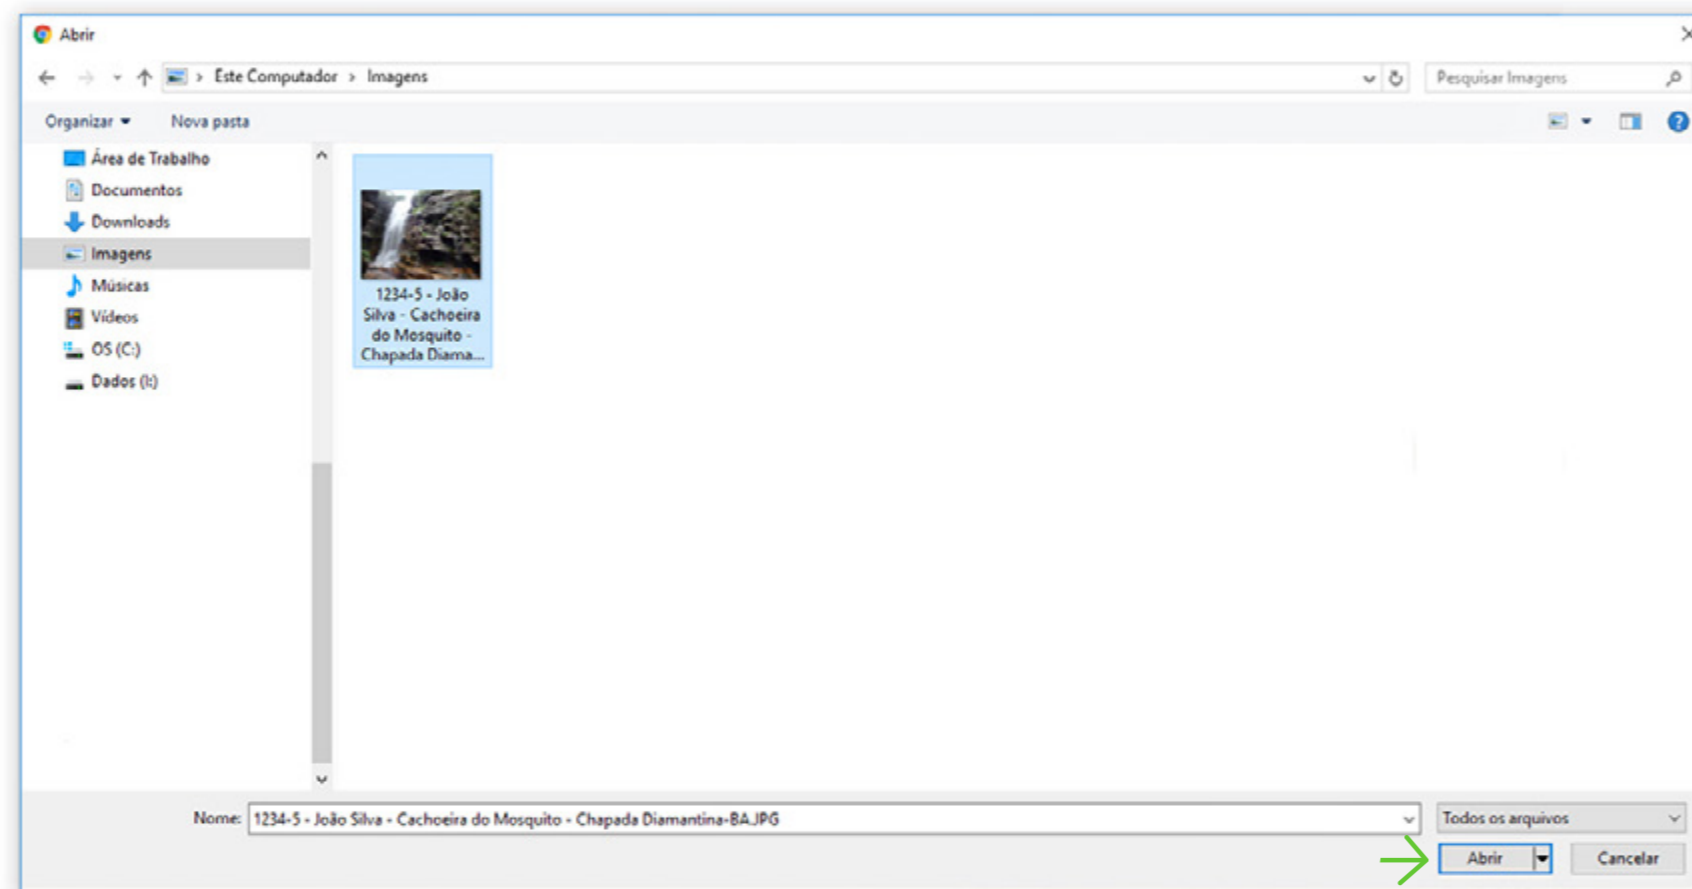 Abrir
Este Computador > Imagens
Pesquisar Imagens
Organizar
Nova pasta
Área de Trabalho
Documentos
Downloads
Imagens
Músicas
Vídeos
OS (C:)
Dados (I:)
1234-5 - João
Silva - Cachoeira
do Mosquito -
Chapada Diama...
Nome: 1234-5 - João Silva - Cachoeira do Mosquito - Chapada Diamantina-BA.JPG
Todos os arquivos
Abrir
Cancelar